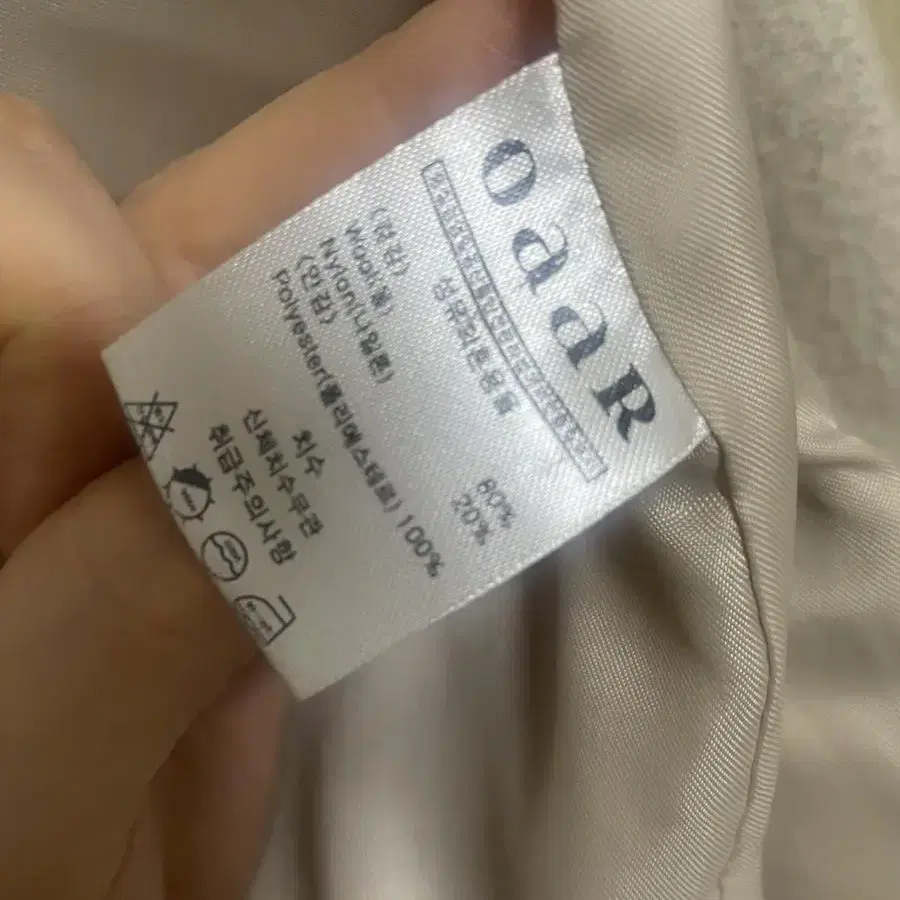 OaaR
섬유의혼용율
(겉감)
Wool(울) 80%
Nylon(나일론) 20%
(안감)
Polyester(폴리에스테르) 100%
치수
신체치수무관
취급주의사항